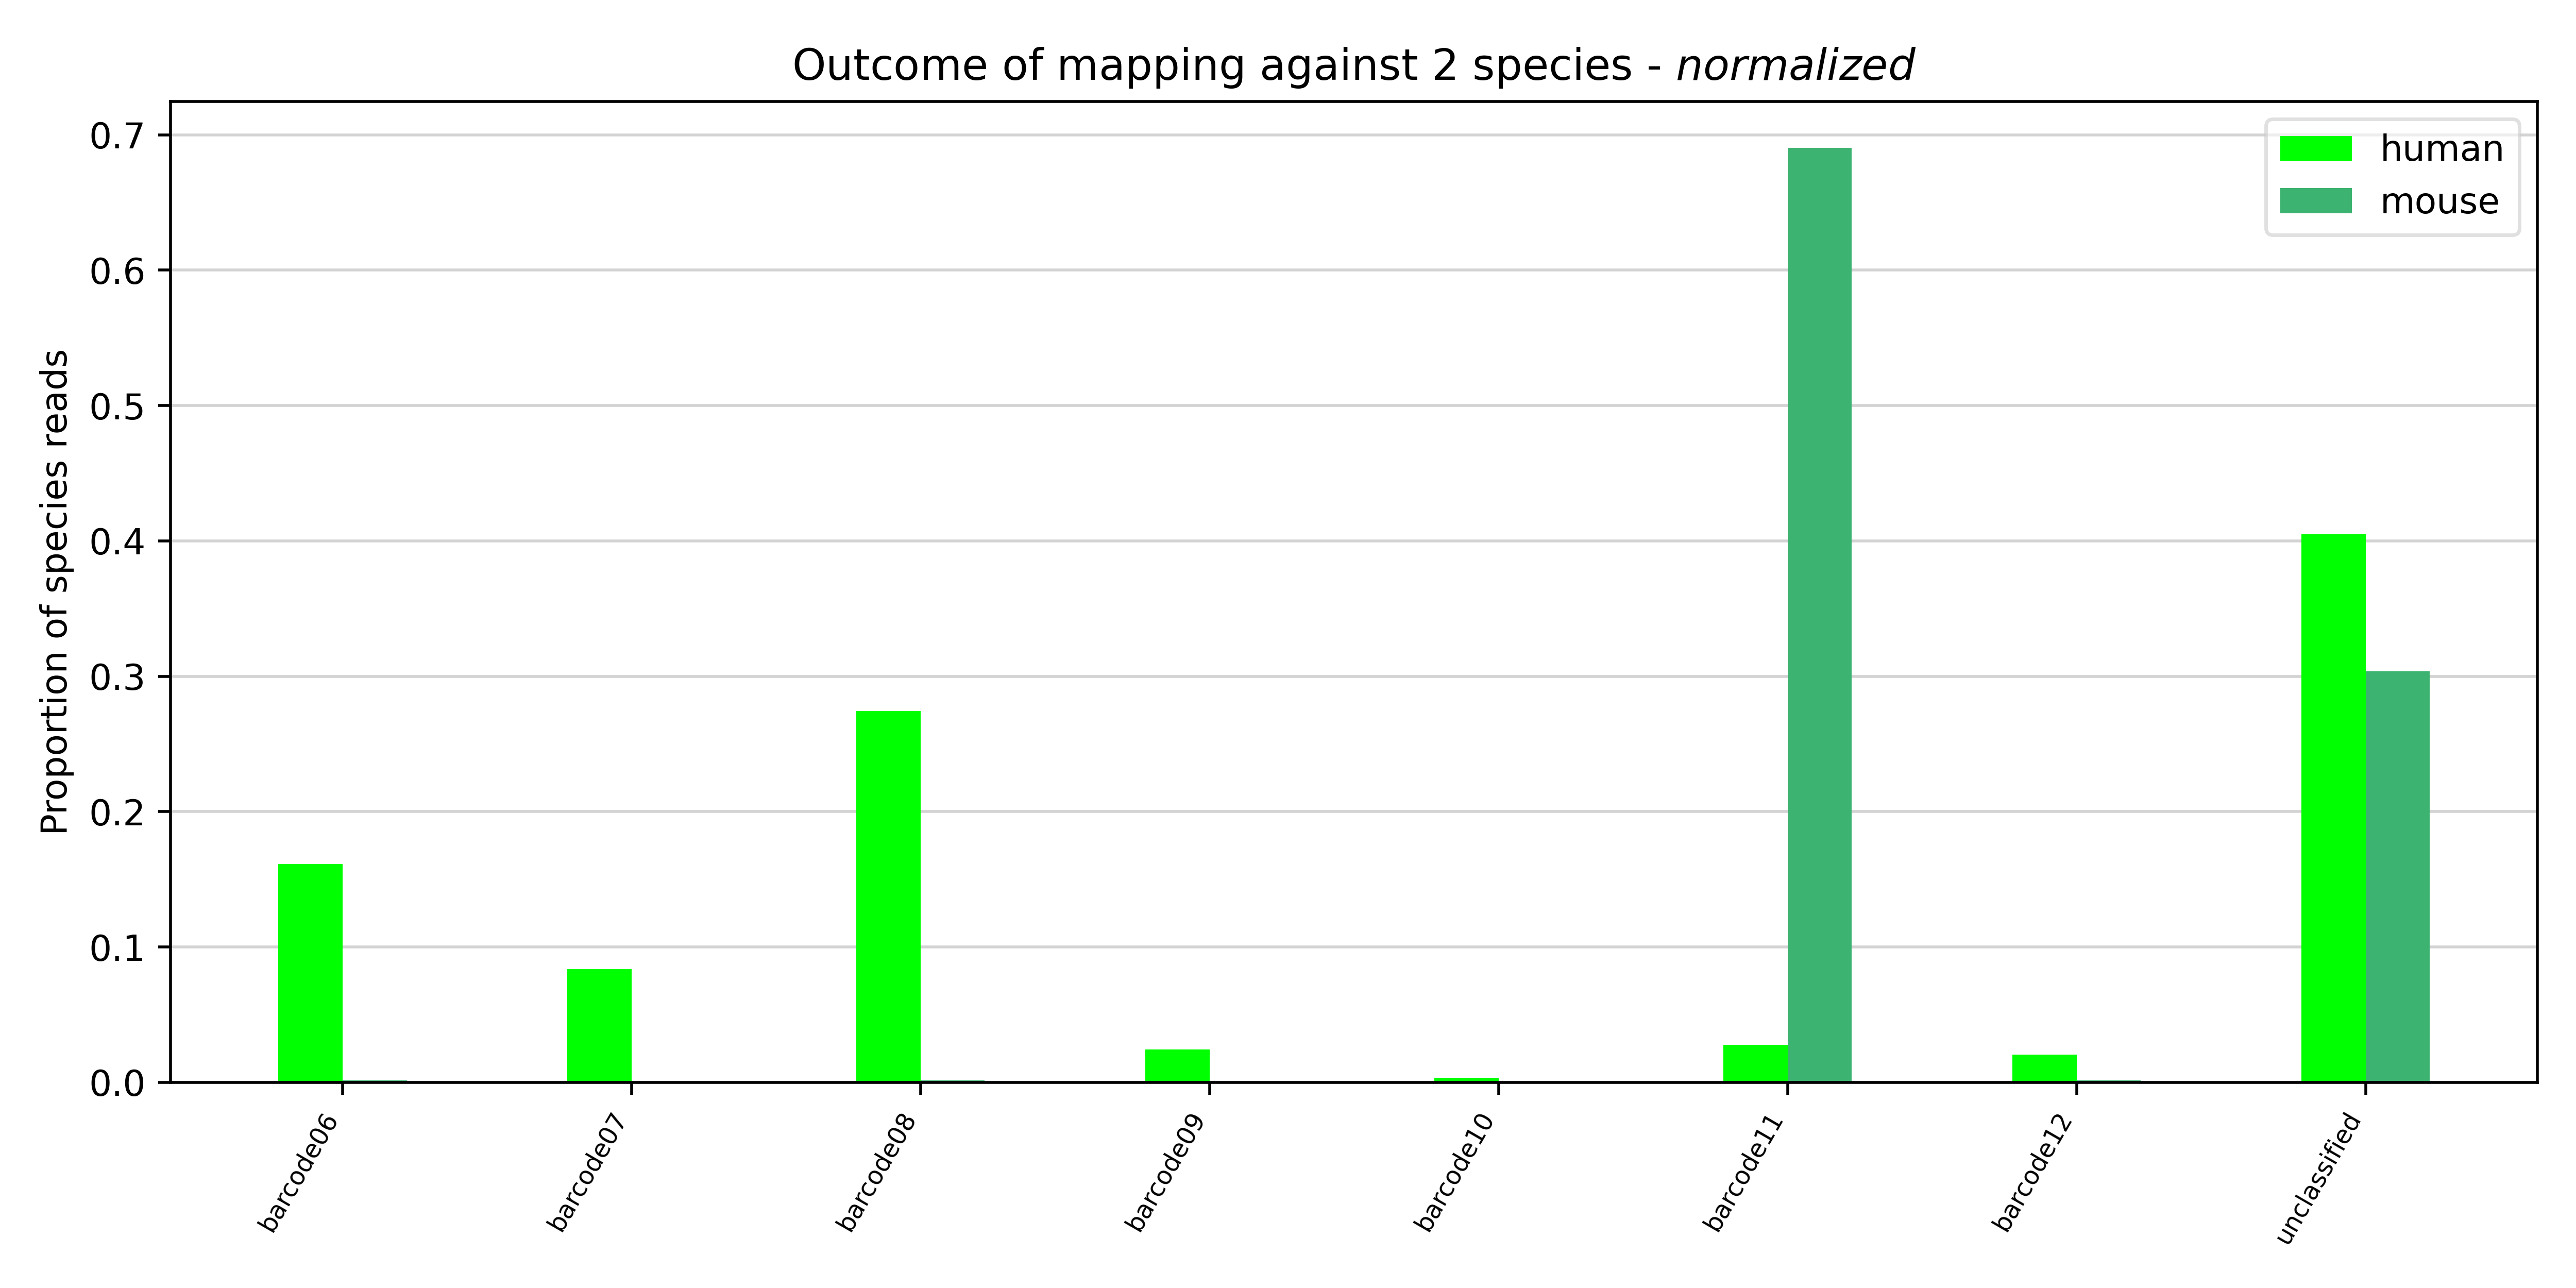 Outcome of mapping against 2 species - normalized
human
mouse
Proportion of species reads
0.7
0.6
0.5
0.4
0.3
0.2
0.1
0.0
barcode06
barcode07
barcode08
barcode09
barcode10
barcode11
barcode12
unclassified